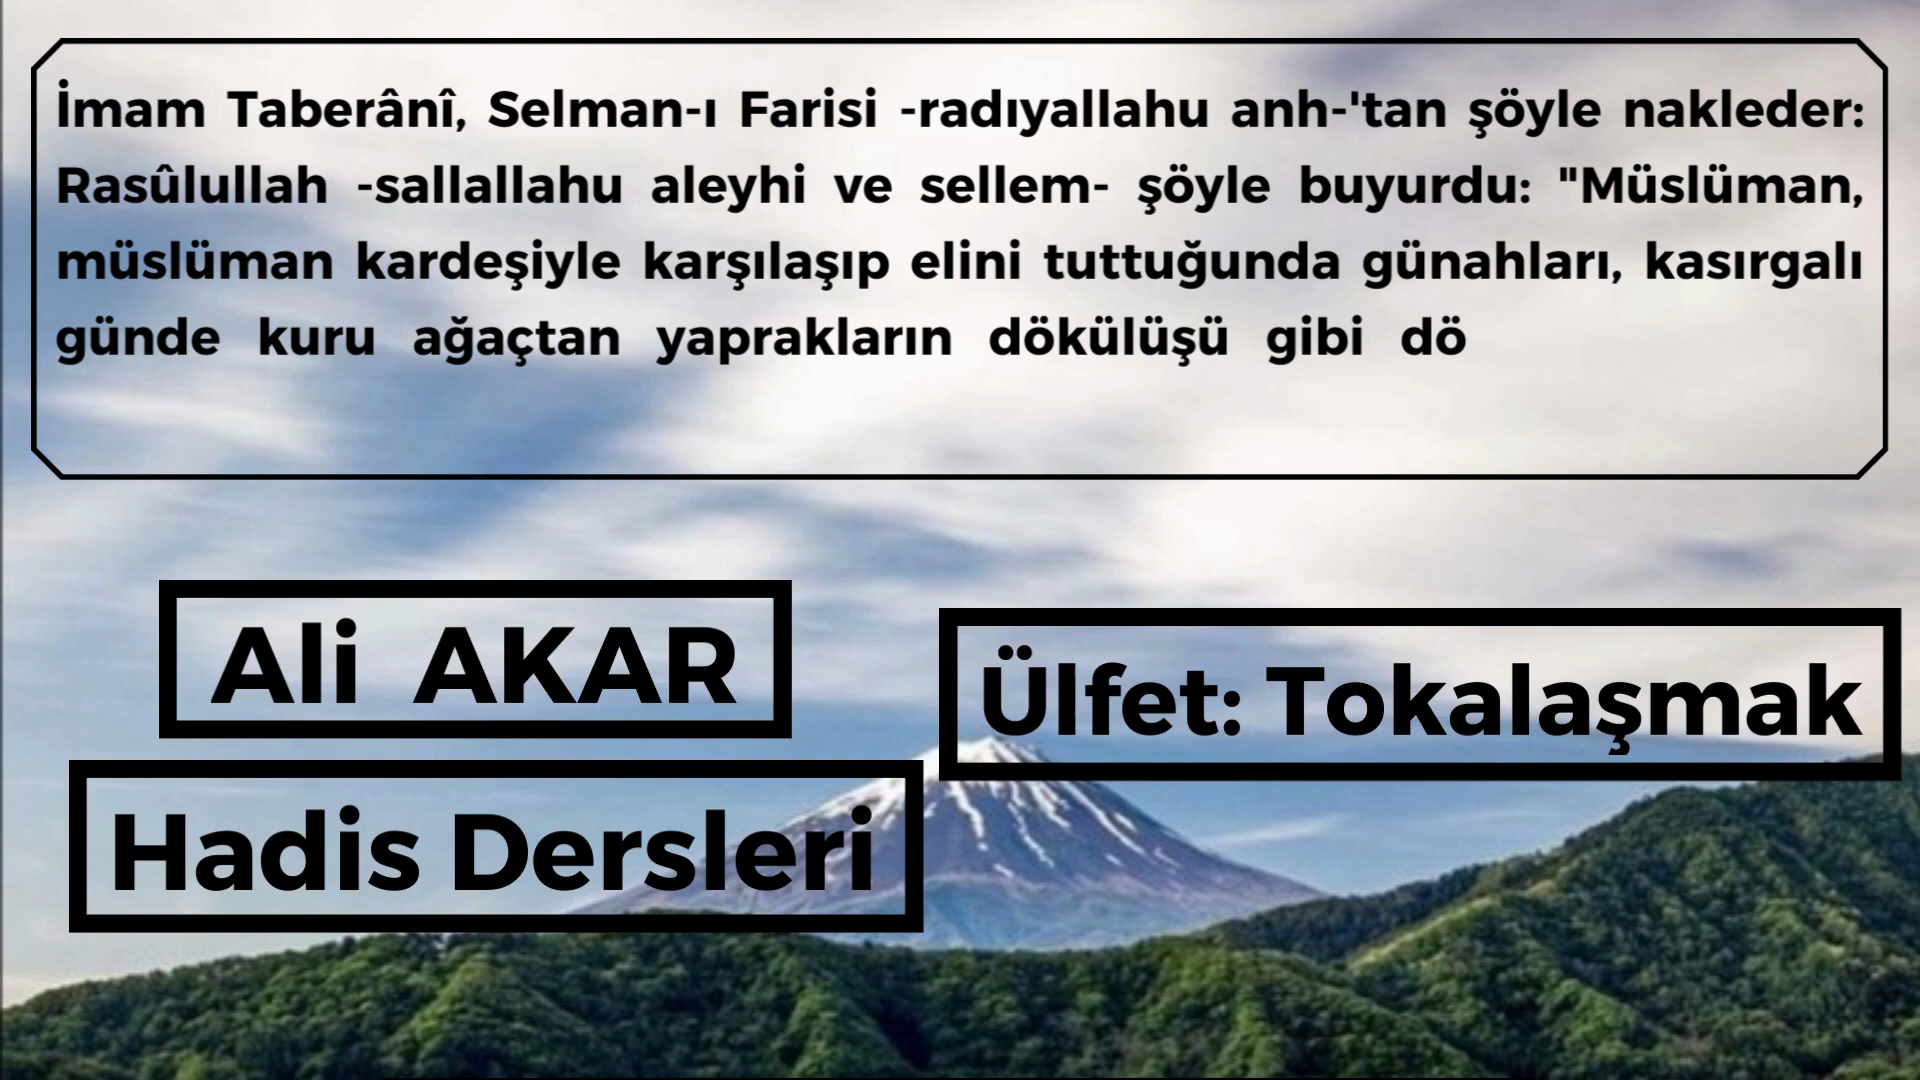 İmam Taberânî, Selman-ı Farisi -radıyallahu anh-'tan şöyle nakleder:
Rasûlullah -sallallahu aleyhi ve sellem- şöyle buyurdu: "Müslüman,
müslüman kardeşiyle karşılaşıp elini tuttuğunda günahları, kasırgalı
günde kuru ağaçtan yaprakların dökülüşü gibi dö
Ali AKAR
Ülfet: Tokalaşmak
Hadis Dersleri